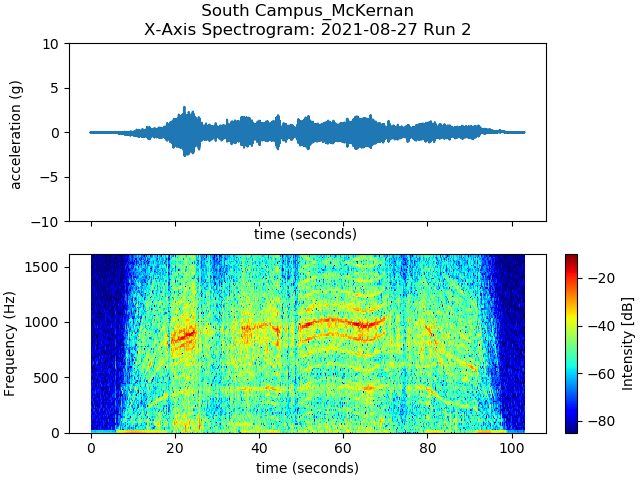 South Campus_McKernan
X-Axis Spectrogram: 2021-08-27 Run 2
10
5
0
−5
−10
acceleration (g)
time (seconds)
1500
1000
500
0
Frequency (Hz)
0 20 40 60 80 100
time (seconds)
−20
−40
−60
−80
Intensity [dB]